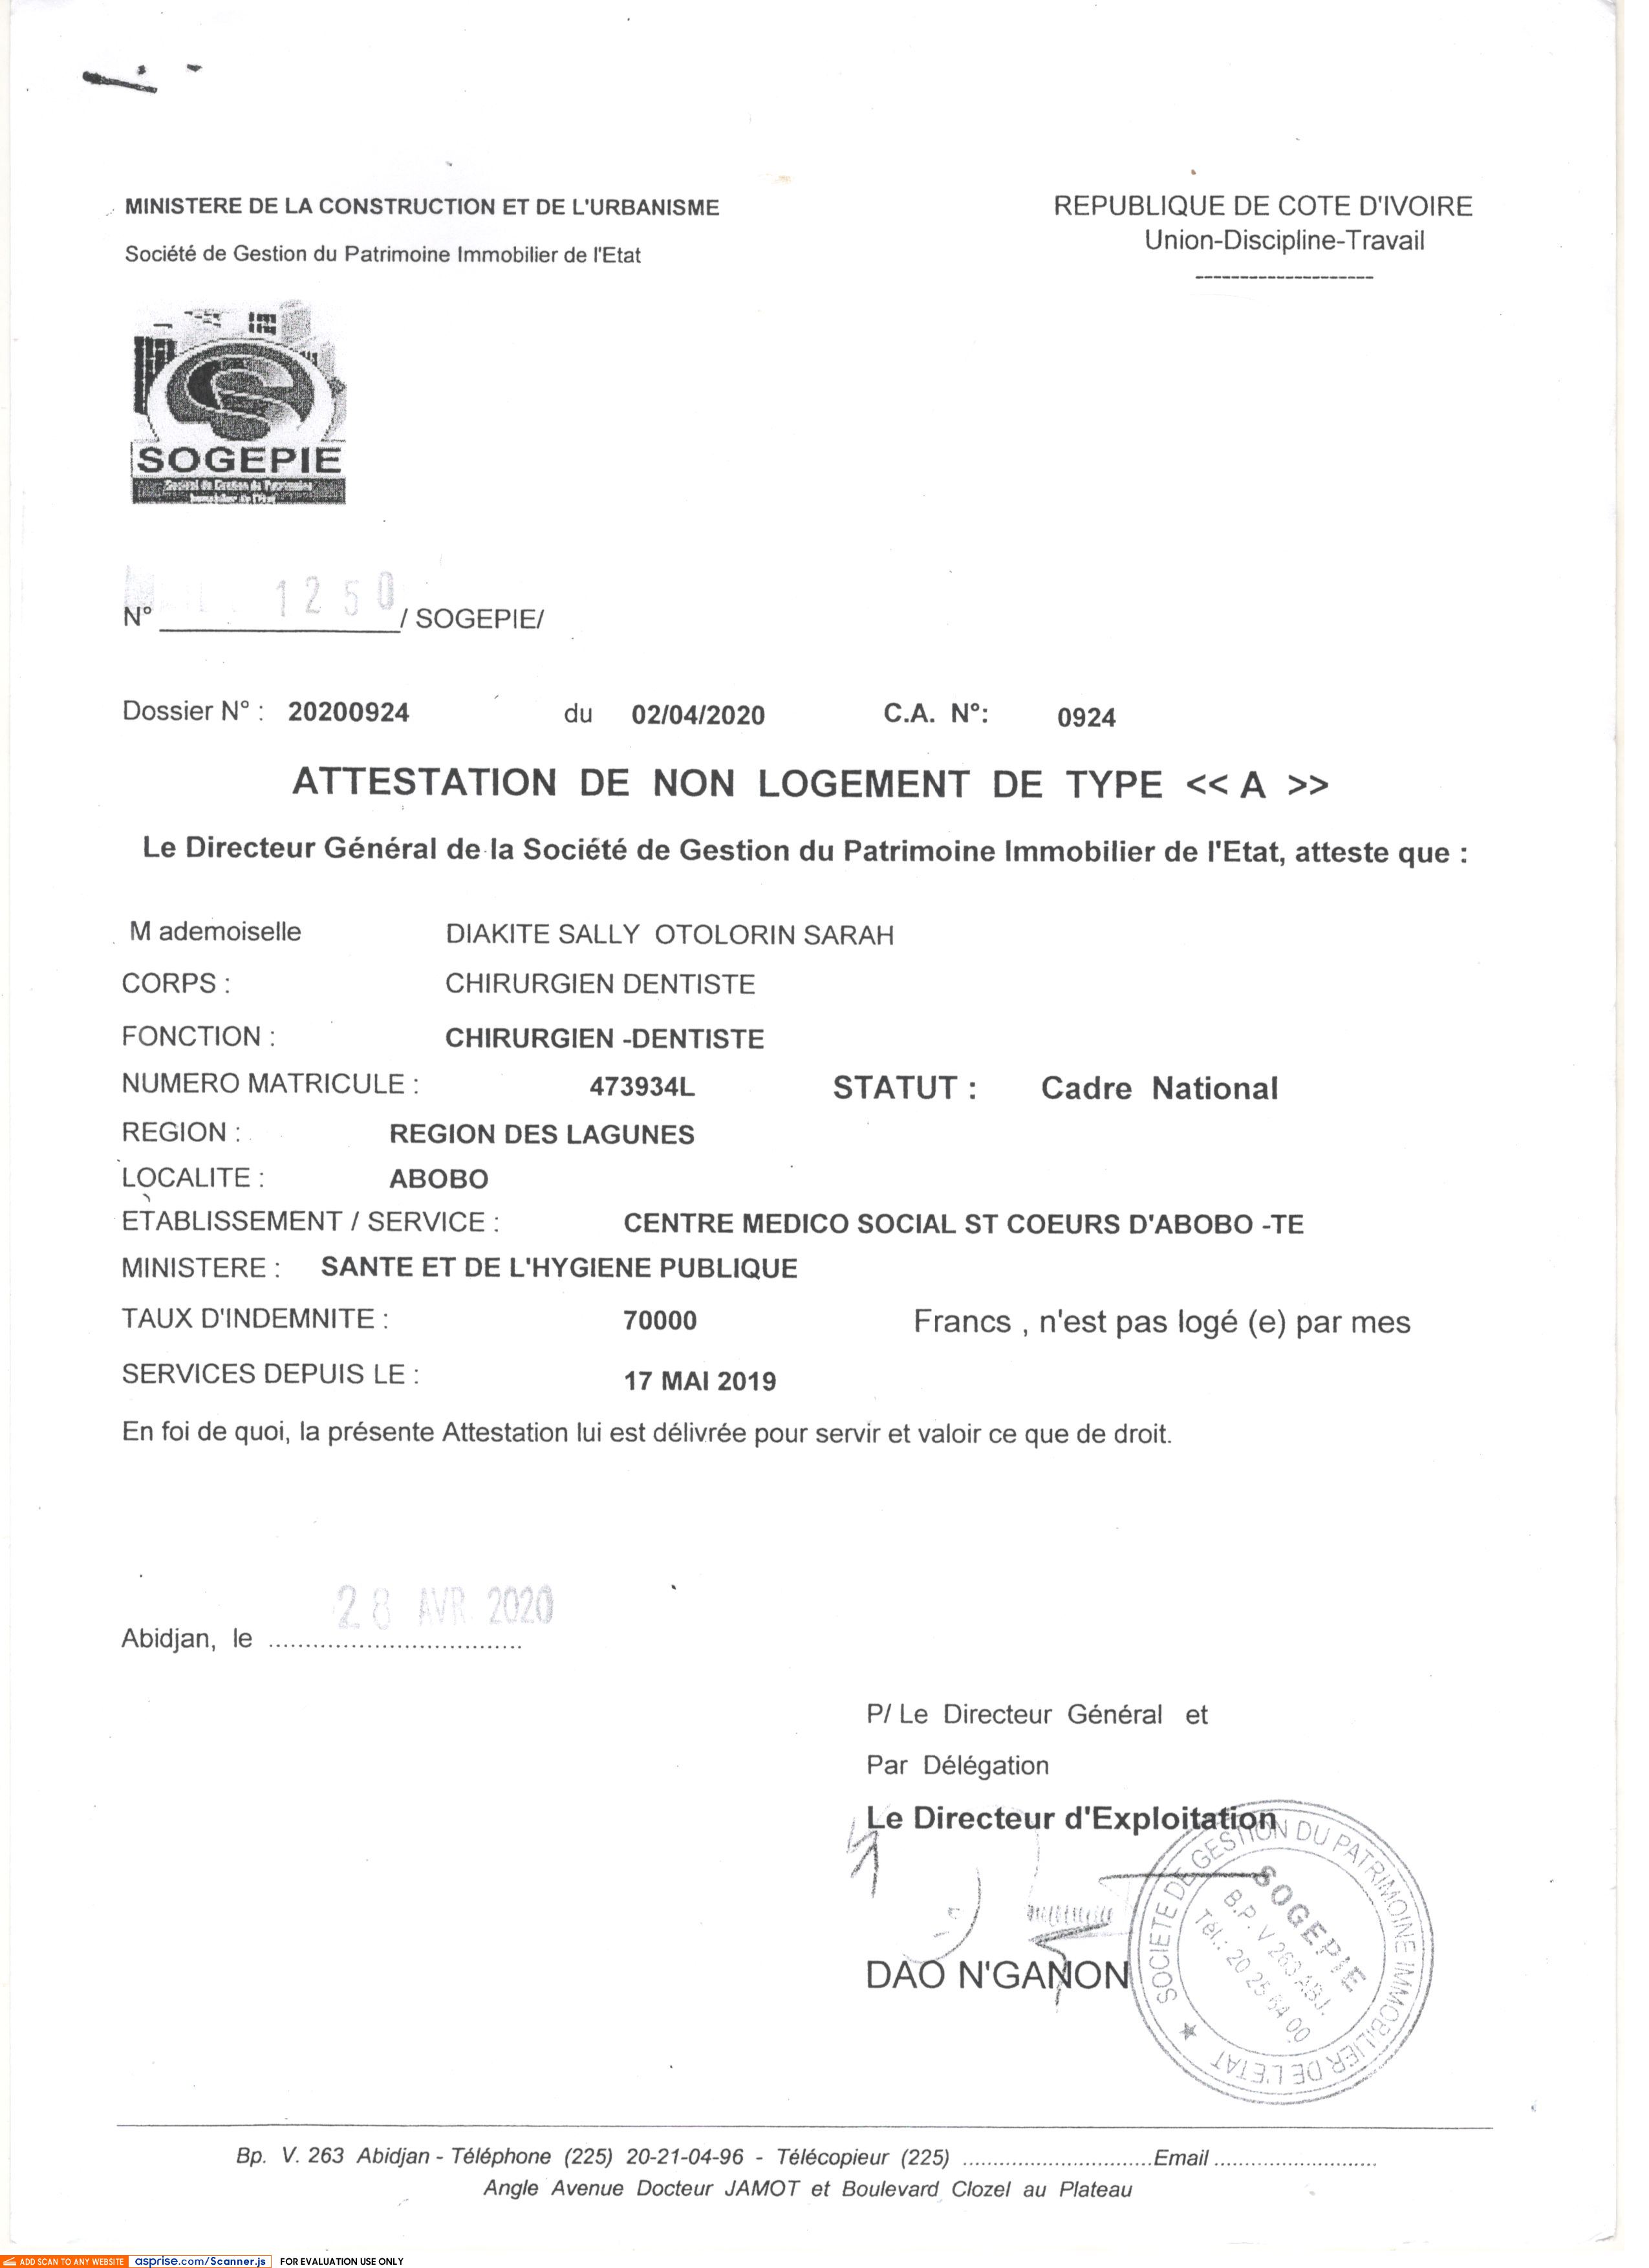 MINISTERE DE LA CONSTRUCTION ET DE L'URBANISME
REPUBLIQUE DE COTE D'IVOIRE
Société de Gestion du Patrimoine Immobilier de l'Etat
Union-Discipline-Travail
--------------------
SOGEPIE
Société de Gestion du Patrimoine
Immobilier de l'Etat
N° 1250 / SOGEPIE/
Dossier N° : 20200924 du 02/04/2020 C.A. N°: 0924
ATTESTATION DE NON LOGEMENT DE TYPE << A >>
Le Directeur Général de la Société de Gestion du Patrimoine Immobilier de l'Etat, atteste que :
M ademoiselle DIAKITE SALLY OTOLORIN SARAH
CORPS : CHIRURGIEN DENTISTE
FONCTION : CHIRURGIEN -DENTISTE
NUMERO MATRICULE : 473934L STATUT : Cadre National
REGION : REGION DES LAGUNES
LOCALITE : ABOBO
ETABLISSEMENT / SERVICE : CENTRE MEDICO SOCIAL ST COEURS D'ABOBO -TE
MINISTERE : SANTE ET DE L'HYGIENE PUBLIQUE
TAUX D'INDEMNITE : 70000 Francs , n'est pas logé (e) par mes
SERVICES DEPUIS LE : 17 MAI 2019
En foi de quoi, la présente Attestation lui est délivrée pour servir et valoir ce que de droit.
28 AVR. 2020
Abidjan, le ..................................
P/ Le Directeur Général et
Par Délégation
Le Directeur d'Exploitation
DAO N'GANON
SOCIETE DE GESTION DU PATRIMOINE IMMOBILIER DE L'ETAT
SOGEPIE
B.P. V 263 ABJ.
Tél.: 20 25 64 00
Bp. V. 263 Abidjan - Téléphone (225) 20-21-04-96 - Télécopieur (225) ..............................Email ..........................
Angle Avenue Docteur JAMOT et Boulevard Clozel au Plateau
ADD SCAN TO ANY WEBSITE asprise.com/Scanner.js FOR EVALUATION USE ONLY